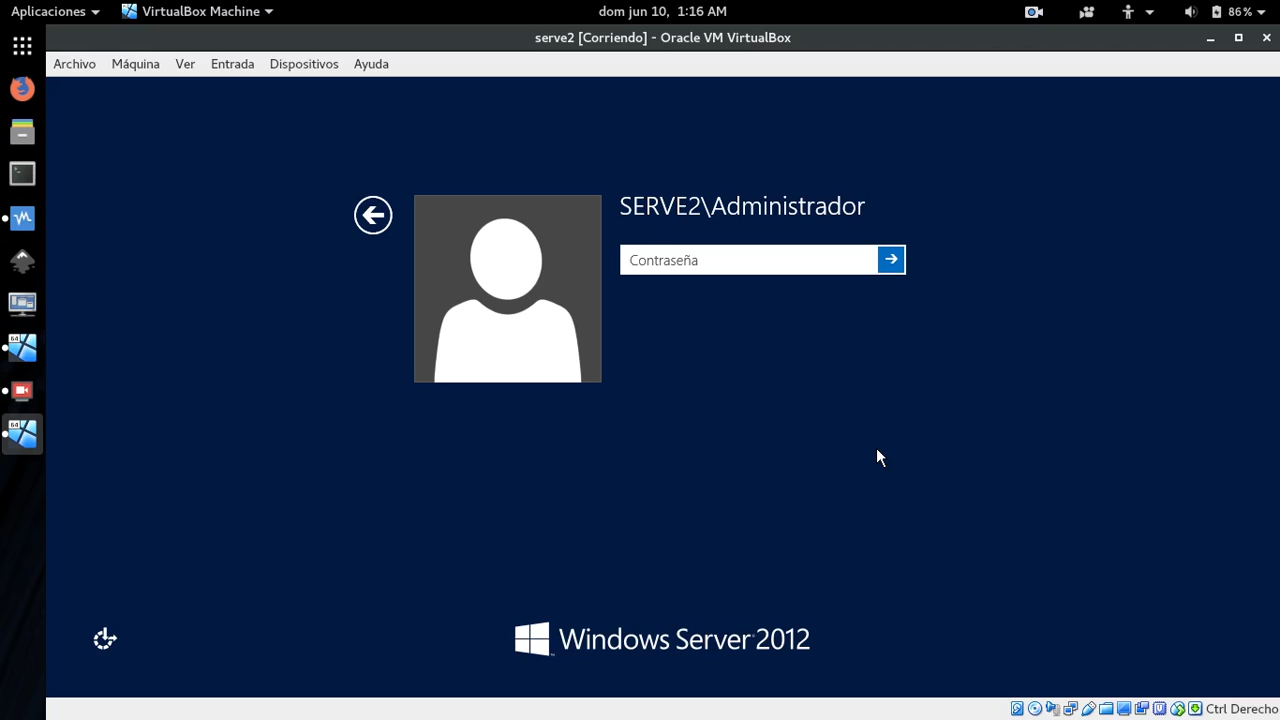 Aplicaciones VirtualBox Machine dom jun 10, 1:16 AM 86%
serve2 [Corriendo] - Oracle VM VirtualBox
Archivo Máquina Ver Entrada Dispositivos Ayuda
SERVE2\Administrador
Contraseña
Windows Server 2012
Ctrl Derecho